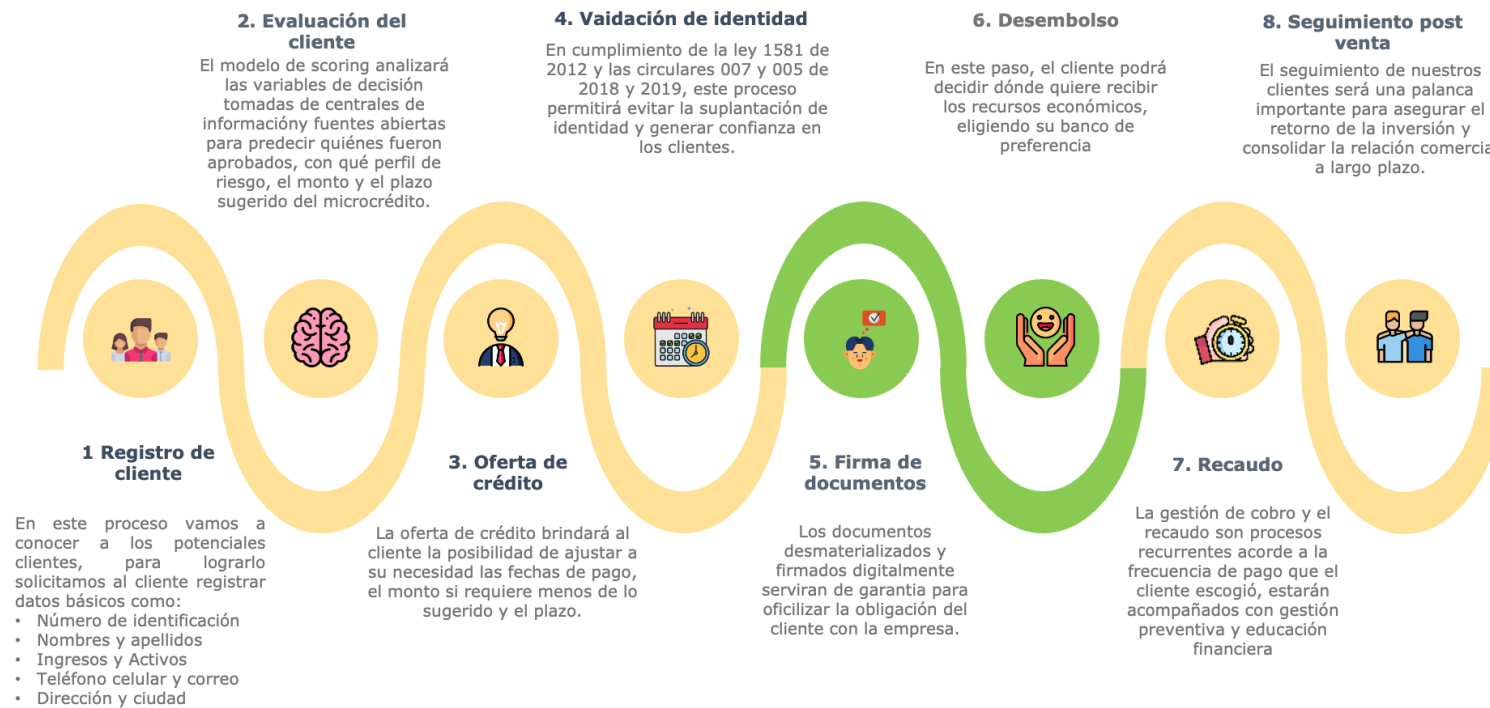 2. Evaluación del
cliente
El modelo de scoring analizará
las variables de decisión
tomadas de centrales de
informacióny fuentes abiertas
para predecir quiénes fueron
aprobados, con qué perfil de
riesgo, el monto y el plazo
sugerido del microcrédito.
4. Vaidación de identidad
En cumplimiento de la ley 1581 de
2012 y las circulares 007 y 005 de
2018 y 2019, este proceso
permitirá evitar la suplantación de
identidad y generar confianza en
los clientes.
6. Desembolso
En este paso, el cliente podrá
decidir dónde quiere recibir
los recursos económicos,
eligiendo su banco de
preferencia
8. Seguimiento post
venta
El seguimiento de nuestros
clientes será una palanca
importante para asegurar el
retorno de la inversión y
consolidar la relación comercia
a largo plazo.
1 Registro de
cliente
En este proceso vamos a
conocer a los potenciales
clientes, para lograrlo
solicitamos al cliente registrar
datos básicos como:
• Número de identificación
• Nombres y apellidos
• Ingresos y Activos
• Teléfono celular y correo
• Dirección y ciudad
3. Oferta de
crédito
La oferta de crédito brindará al
cliente la posibilidad de ajustar a
su necesidad las fechas de pago,
el monto si requiere menos de lo
sugerido y el plazo.
5. Firma de
documentos
Los documentos
desmaterializados y
firmados digitalmente
serviran de garantia para
oficilizar la obligación del
cliente con la empresa.
7. Recaudo
La gestión de cobro y el
recaudo son procesos
recurrentes acorde a la
frecuencia de pago que el
cliente escogió, estarán
acompañados con gestión
preventiva y educación
financiera